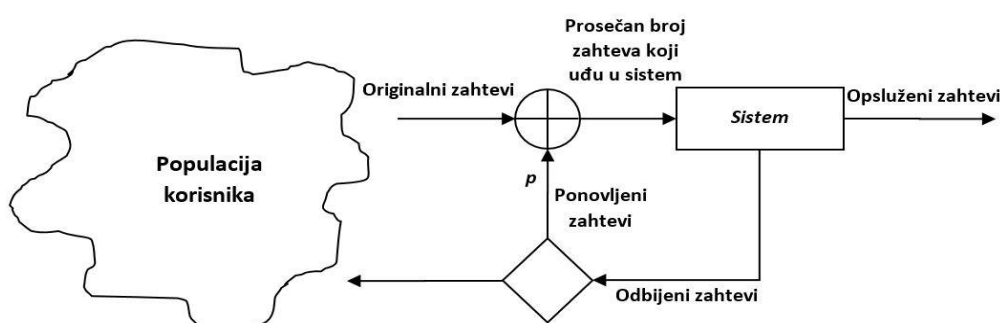 Prosečan broj
zahteva koji
uđu u sistem
Originalni zahtevi
Sistem
Opsluženi zahtevi
Populacija
korisnika
p
Ponovljeni
zahtevi
Odbijeni zahtevi